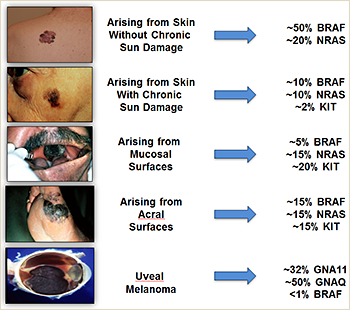 Arising from Skin
Without Chronic
Sun Damage
~50% BRAF
~20% NRAS
Arising from Skin
With Chronic
Sun Damage
~10% BRAF
~10% NRAS
~2% KIT
Arising from
Mucosal
Surfaces
~5% BRAF
~15% NRAS
~20% KIT
Arising from
Acral
Surfaces
~15% BRAF
~15% NRAS
~15% KIT
Uveal
Melanoma
~32% GNA11
~50% GNAQ
<1% BRAF